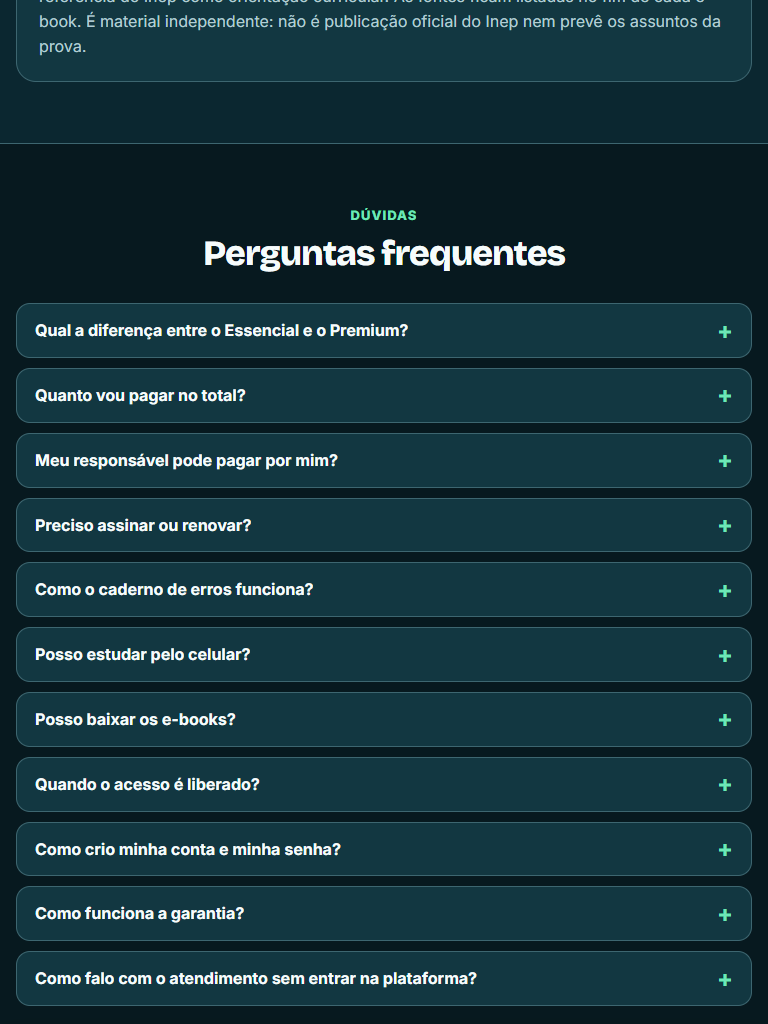 book. É material independente: não é publicação oficial do Inep nem prevê os assuntos da
prova.
DÚVIDAS
Perguntas frequentes
Qual a diferença entre o Essencial e o Premium?
+
Quanto vou pagar no total?
+
Meu responsável pode pagar por mim?
+
Preciso assinar ou renovar?
+
Como o caderno de erros funciona?
+
Posso estudar pelo celular?
+
Posso baixar os e-books?
+
Quando o acesso é liberado?
+
Como crio minha conta e minha senha?
+
Como funciona a garantia?
+
Como falo com o atendimento sem entrar na plataforma?
+